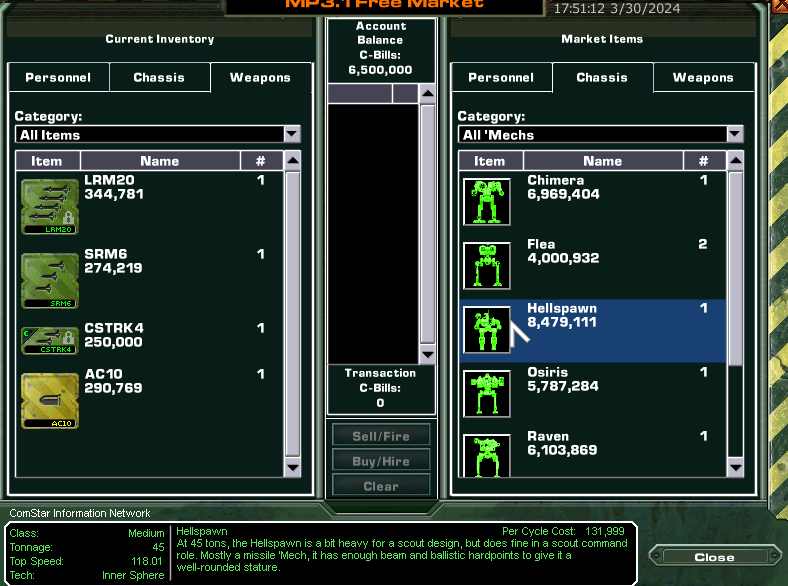 MP3.1Free Market
17:51:12 3/30/2024
Current Inventory
Personnel
Chassis
Weapons
Category:
All Items
Item
Name
#
LRM20
344,781
1
LRM20
SRM6
274,219
1
SRM6
CSTRK4
250,000
1
C
CSTRK4
AC10
290,769
1
AC10
Account
Balance
C-Bills:
6,500,000
Transaction
C-Bills:
0
Sell/Fire
Buy/Hire
Clear
Market Items
Personnel
Chassis
Weapons
Category:
All 'Mechs
Item
Name
#
Chimera
6,969,404
1
Flea
4,000,932
2
Hellspawn
8,479,111
1
Osiris
5,787,284
1
Raven
6,103,869
1
ComStar Information Network
Class: Medium
Tonnage: 45
Top Speed: 118.01
Tech: Inner Sphere
Hellspawn
Per Cycle Cost: 131,999
At 45 tons, the Hellspawn is a bit heavy for a scout design, but does fine in a scout command
role. Mostly a missile 'Mech, it has enough beam and ballistic hardpoints to give it a
well-rounded stature.
Close